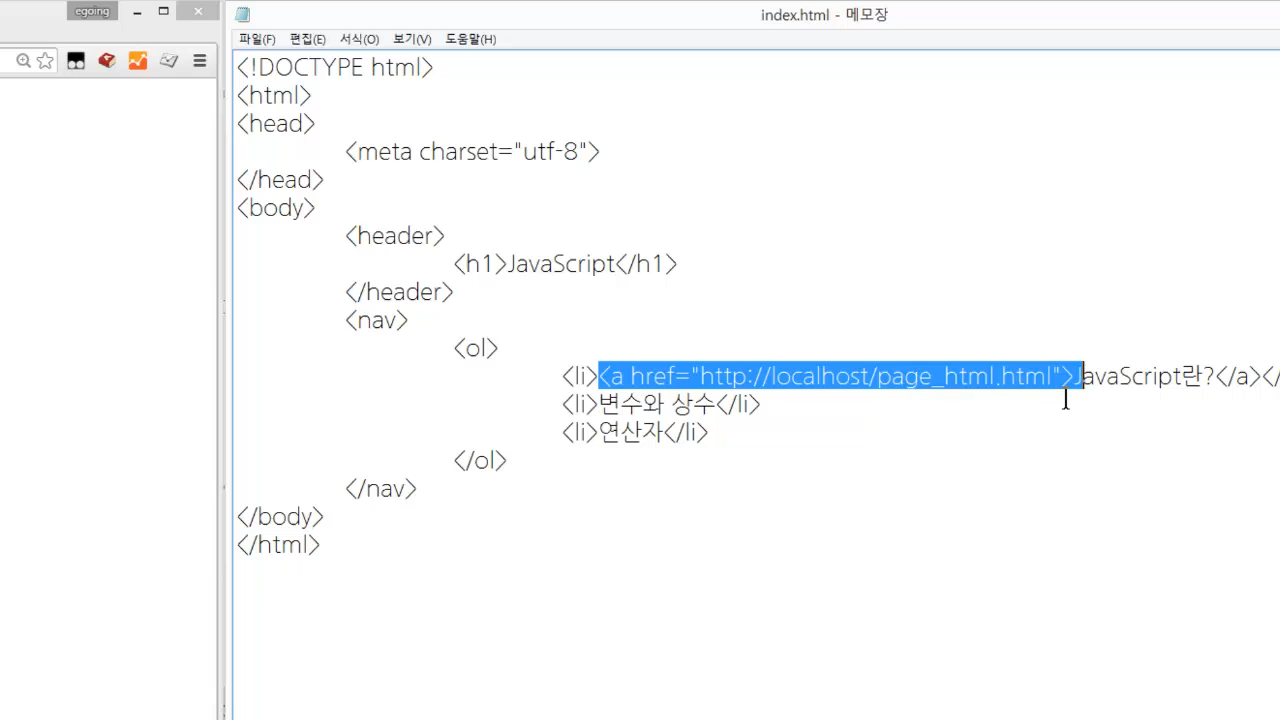 egoing
index.html - 메모장
파일(F) 편집(E) 서식(O) 보기(V) 도움말(H)
<!DOCTYPE html>
<html>
<head>
<meta charset="utf-8">
</head>
<body>
<header>
<h1>JavaScript</h1>
</header>
<nav>
<ol>
<li><a href="http://localhost/page_html.html">JavaScript란?</a></
<li>변수와 상수</li>
<li>연산자</li>
</ol>
</nav>
</body>
</html>